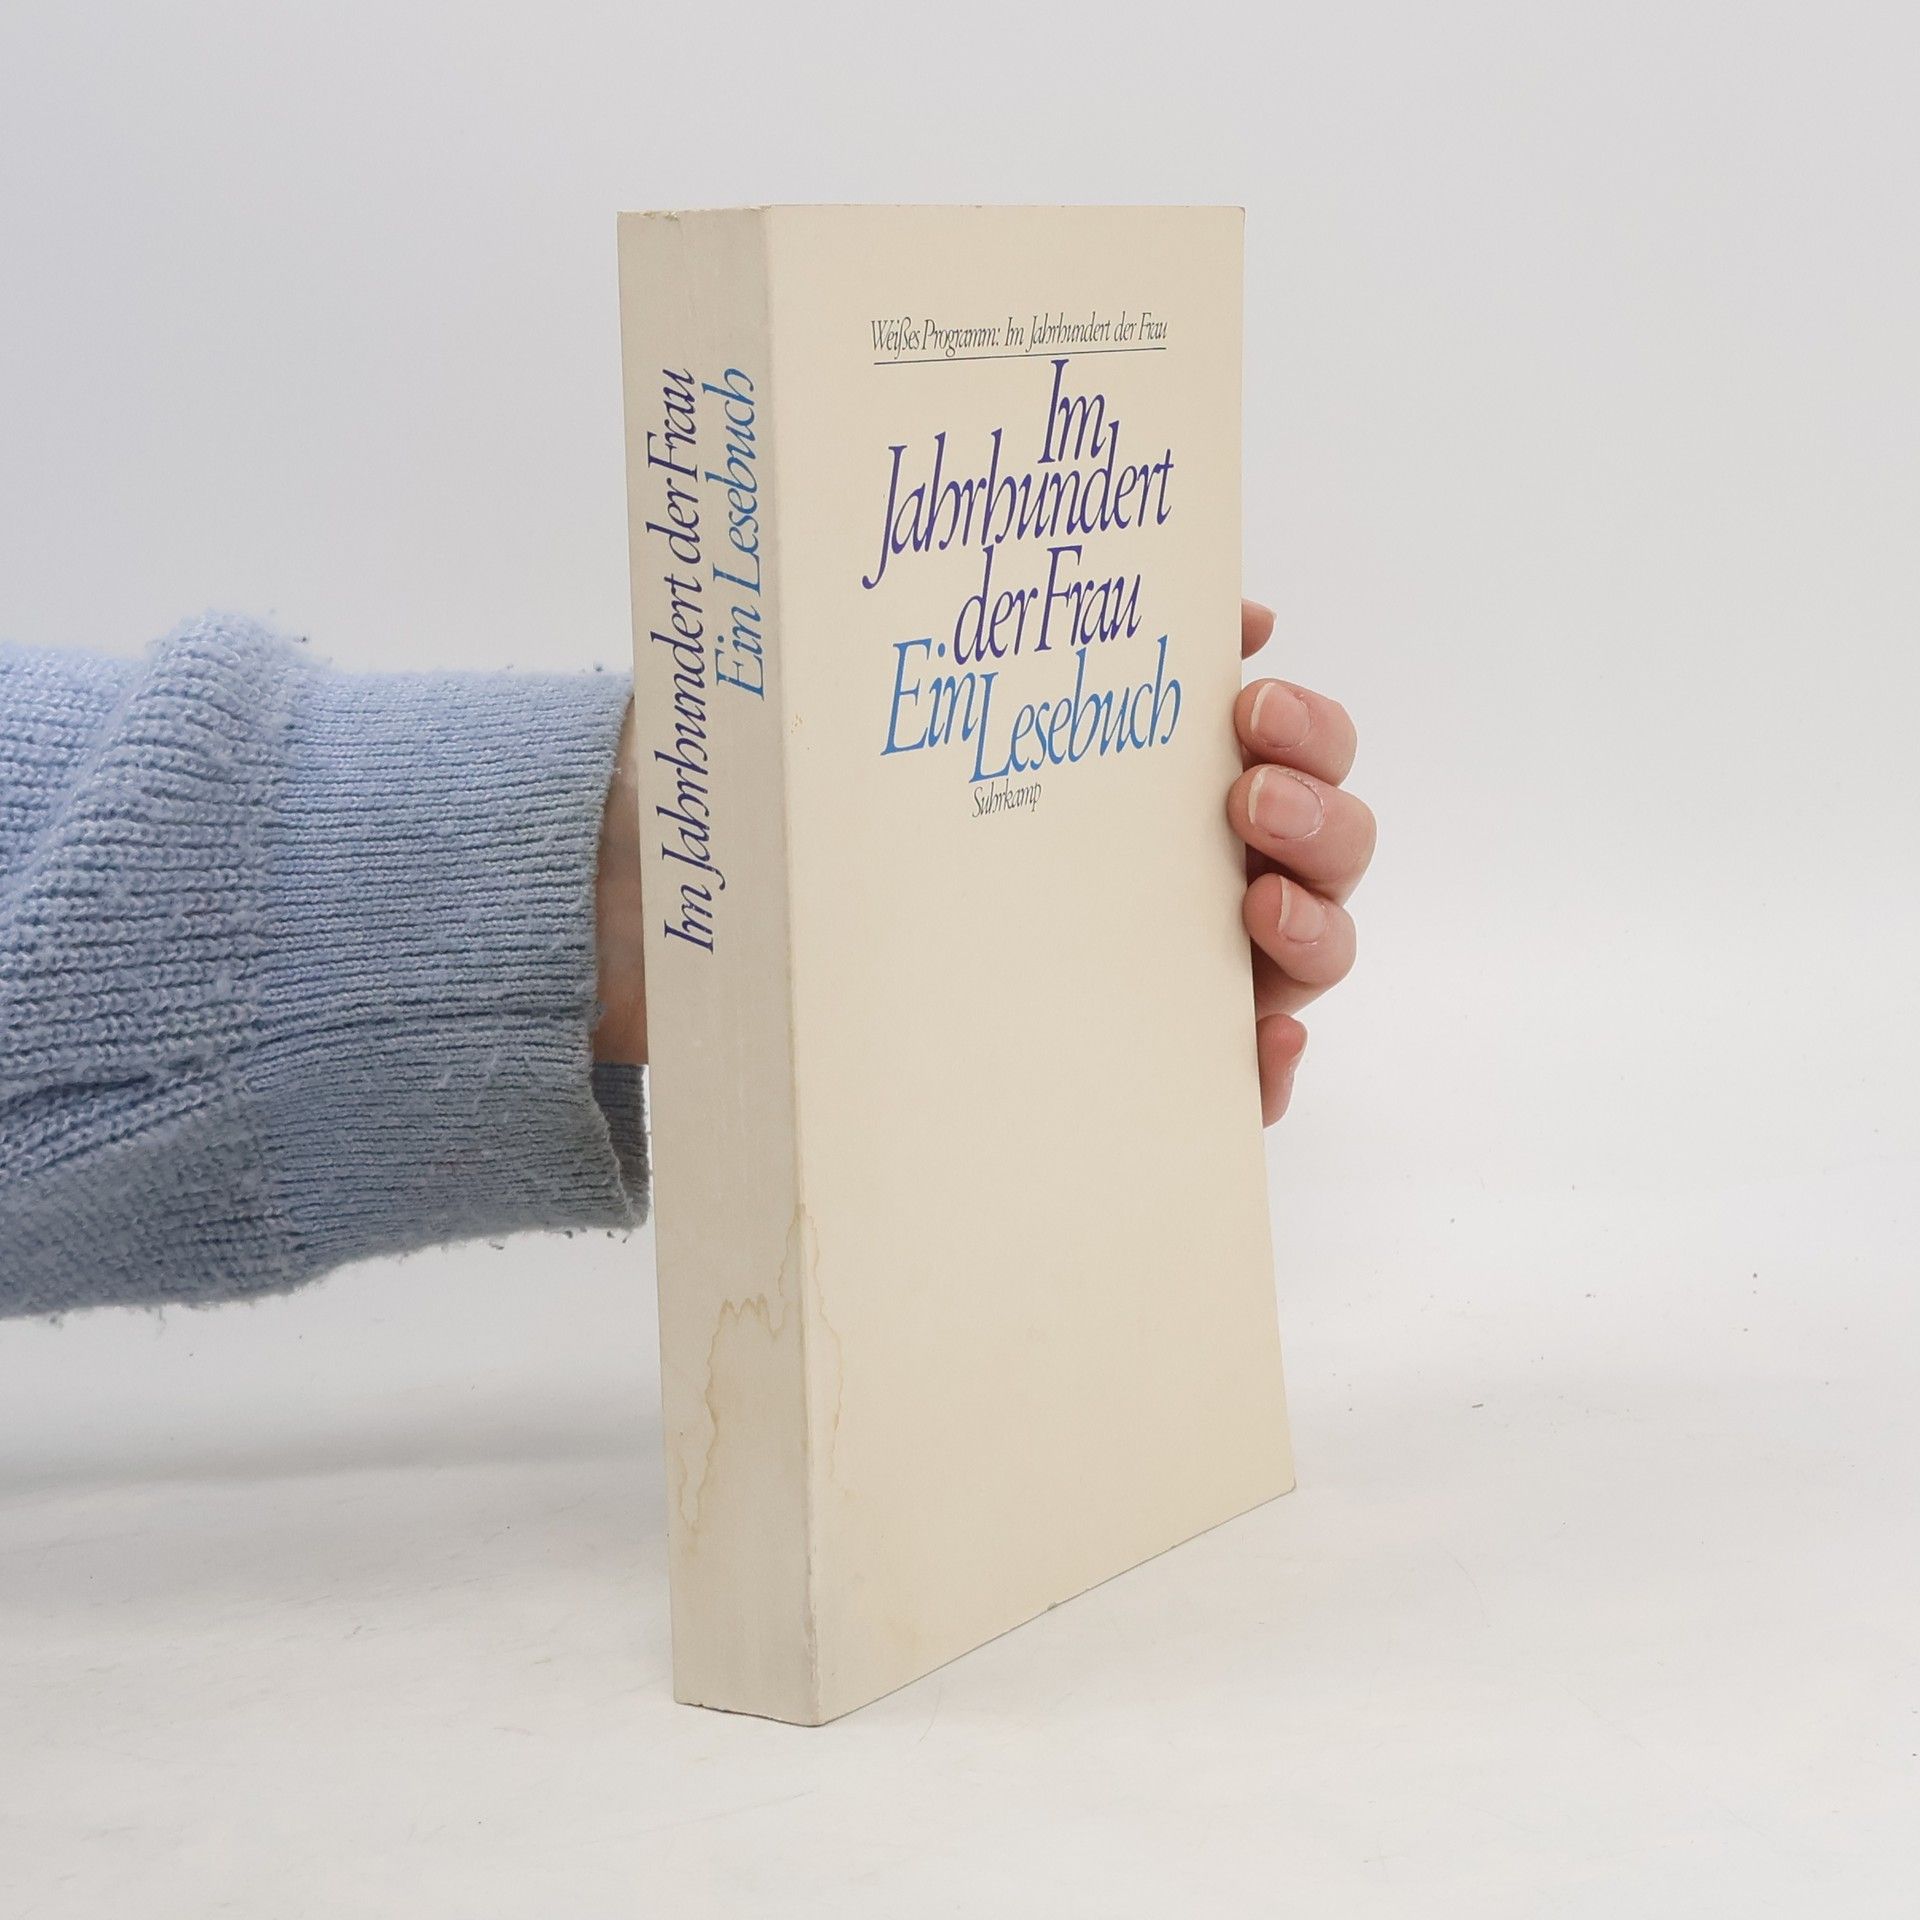 Im Jahrhundert der Frau
Ein Lesebuch
Weißes Programm: Im Jahrhundert der Frau
Im
Jahrhundert
der Frau
Ein Lesebuch
Suhrkamp